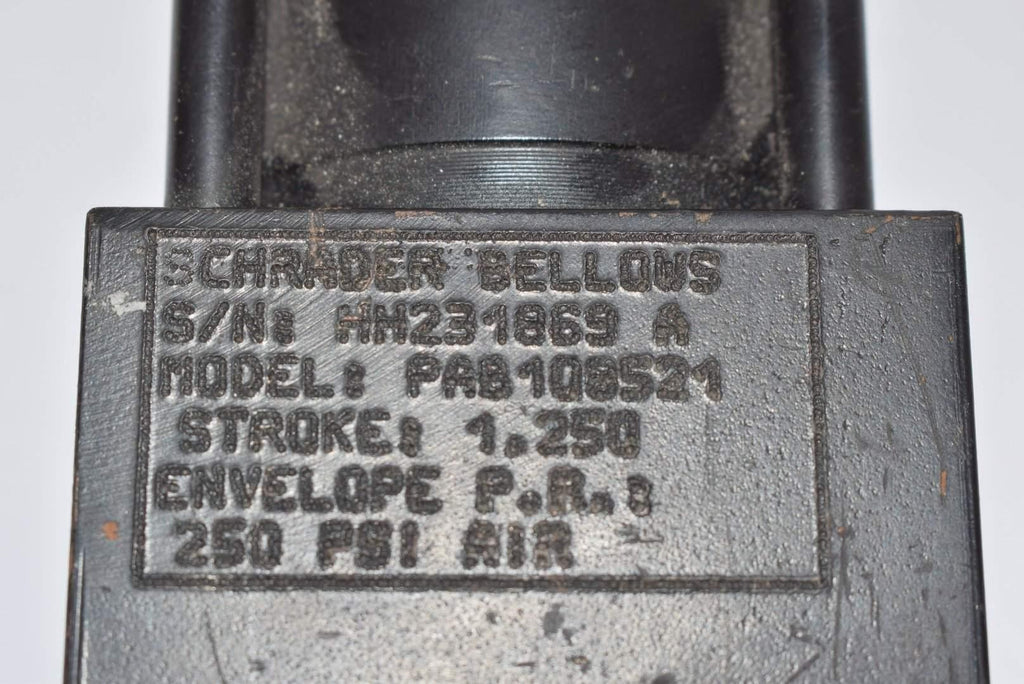 SCHRADER BELLOWS
S/N: HH231869 A
MODEL: PAB108521
STROKE: 1.250
ENVELOPE P.R.:
250 PSI AIR